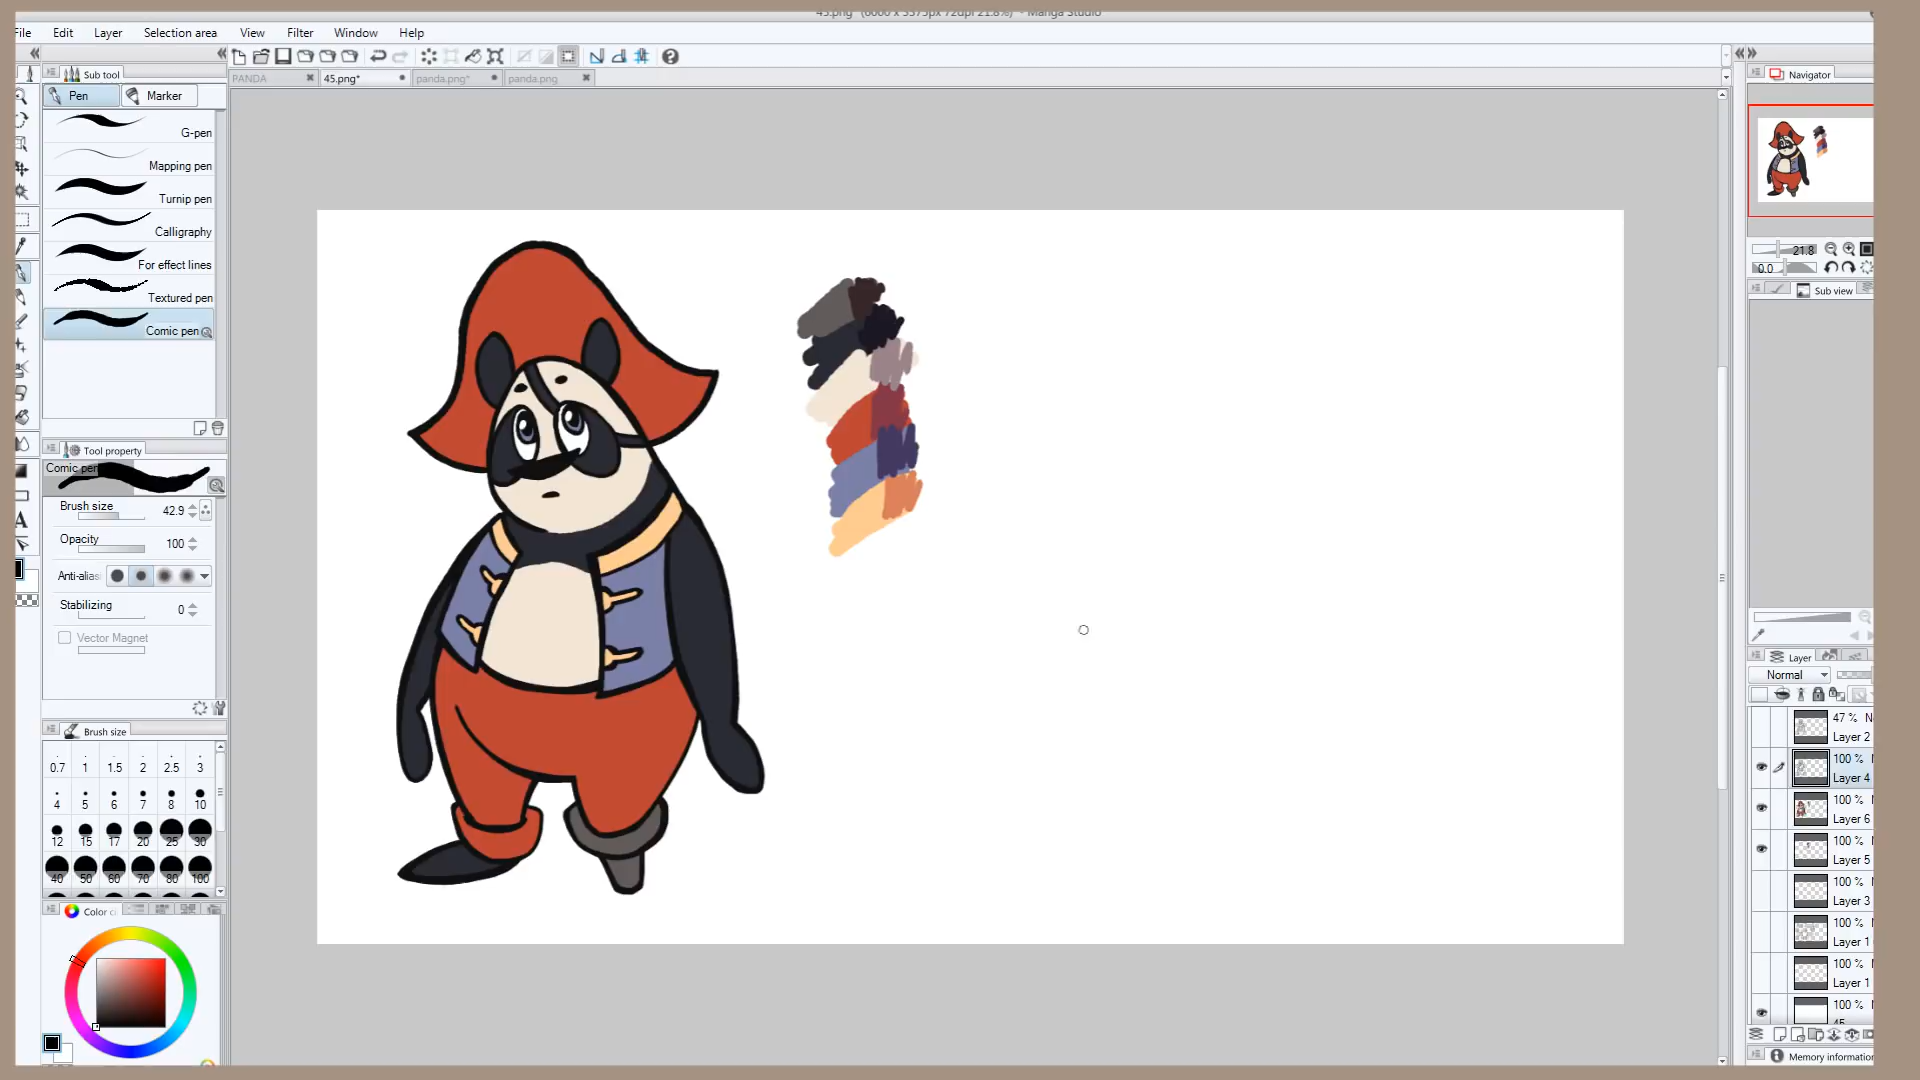 45.png* (6000 x 3375px 72dpi 21.8%) - Manga Studio
File Edit Layer Selection area View Filter Window Help
Sub tool
PANDA 45.png* panda.png* panda.png
Navigator
Pen Marker
G-pen
Mapping pen
Turnip pen
Calligraphy
For effect lines
Textured pen
Comic pen
21.8
0.0
Sub view
Tool property
Comic pen
Brush size 42.9
Opacity 100
Anti-alias
Stabilizing 0
Vector Magnet
Layer
Normal
47 % N
Layer 2
100 %
Layer 4
100 %
Layer 6
100 %
Layer 5
100 %
Layer 3
100 %
Layer 1
100 %
Layer 1
100 %
45
Brush size
0.7 1 1.5 2 2.5 3
4 5 6 7 8 10
12 15 17 20 25 30
40 50 60 70 80 100
Color ci
Memory information